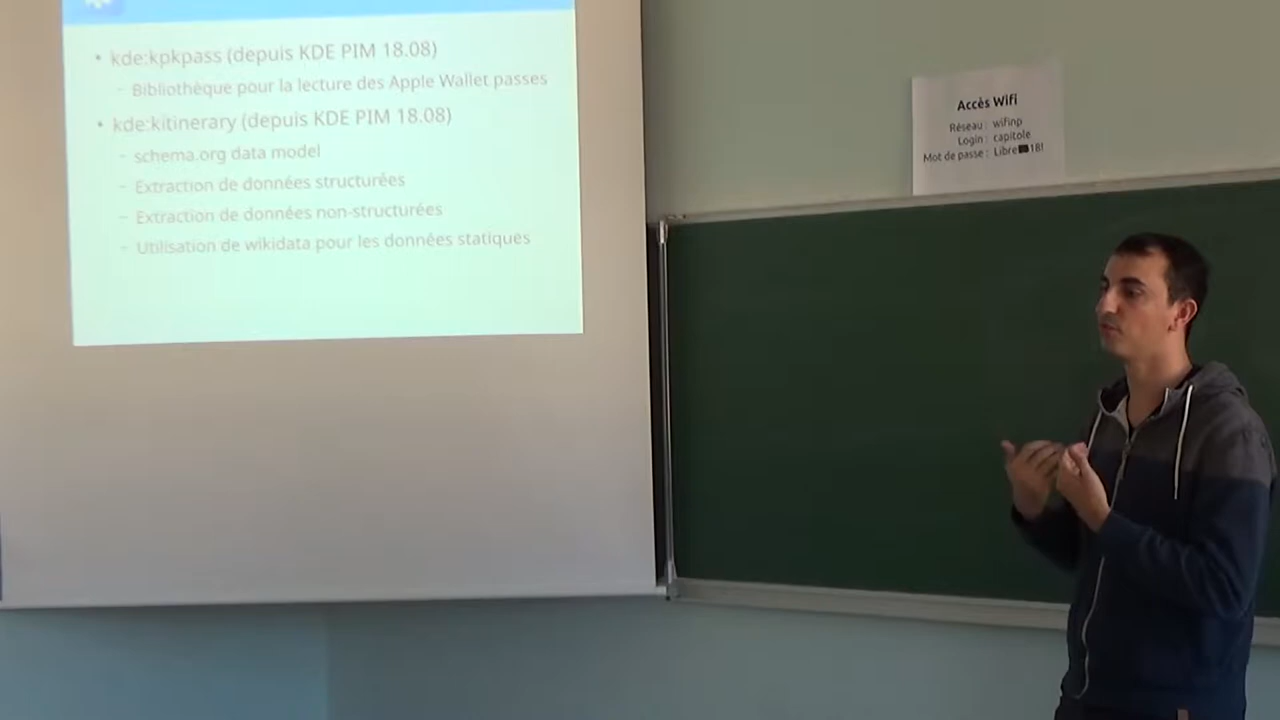 • kde:kpkpass (depuis KDE PIM 18.08)
– Bibliothèque pour la lecture des Apple Wallet passes
• kde:kitinerary (depuis KDE PIM 18.08)
– schema.org data model
– Extraction de données structurées
– Extraction de données non-structurées
– Utilisation de wikidata pour les données statiques
Accès Wifi
Réseau : wifinp
Login : capitole
Mot de passe : Libre 18!